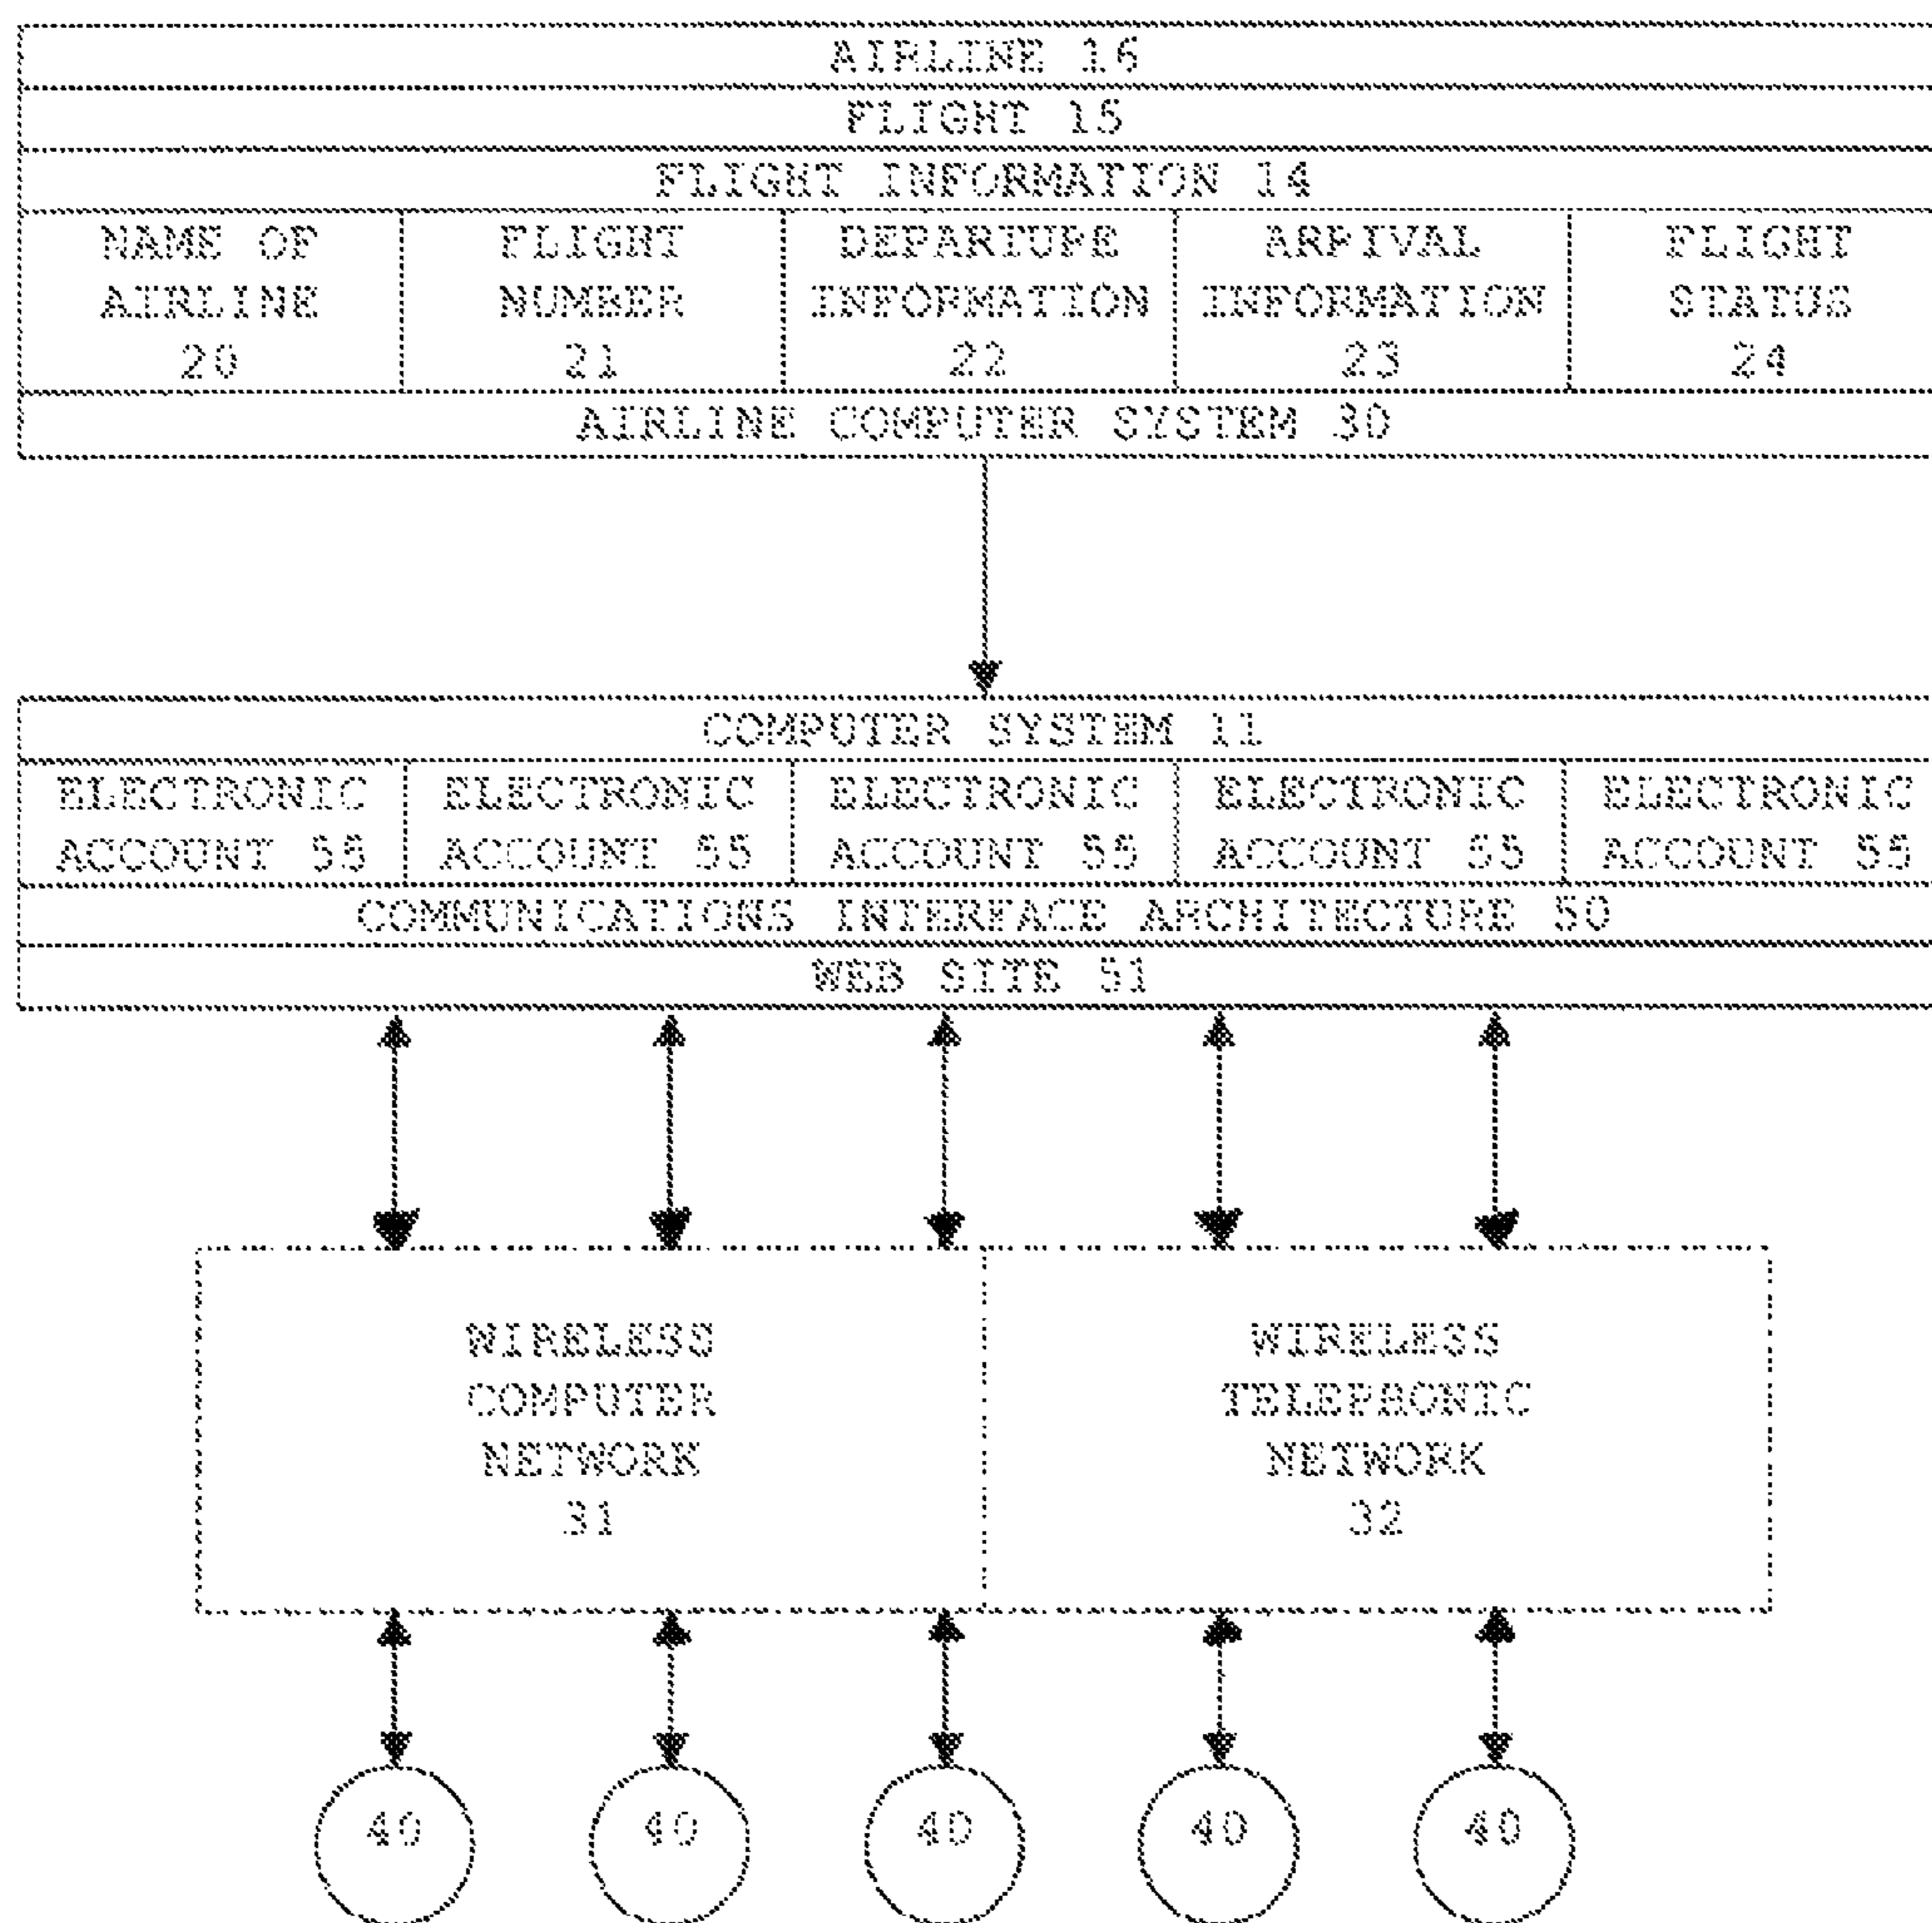 AIRLINE 16
FLIGHT 15
FLIGHT INFORMATION 14
NAME OF
AIRLINE
20
FLIGHT
NUMBER
21
DEPARTURE
INFORMATION
22
ARRIVAL
INFORMATION
23
FLIGHT
STATUS
24
AIRLINE COMPUTER SYSTEM 30
COMPUTER SYSTEM 11
ELECTRONIC
ACCOUNT 55
ELECTRONIC
ACCOUNT 55
ELECTRONIC
ACCOUNT 55
ELECTRONIC
ACCOUNT 55
ELECTRONIC
ACCOUNT 55
COMMUNICATIONS INTERFACE ARCHITECTURE 50
WEB SITE 51
WIRELESS
COMPUTER
NETWORK
31
WIRELESS
TELEPHONIC
NETWORK
32
40
40
40
40
40